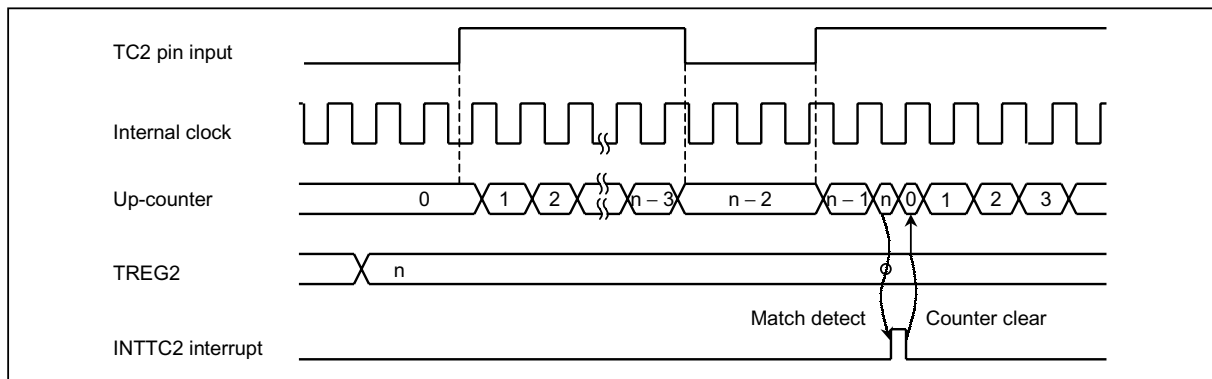 TC2 pin input
Internal clock
Up-counter
0 1 2 n – 3 n – 2 n – 1 n 0 1 2 3
TREG2
n
Match detect Counter clear
INTTC2 interrupt